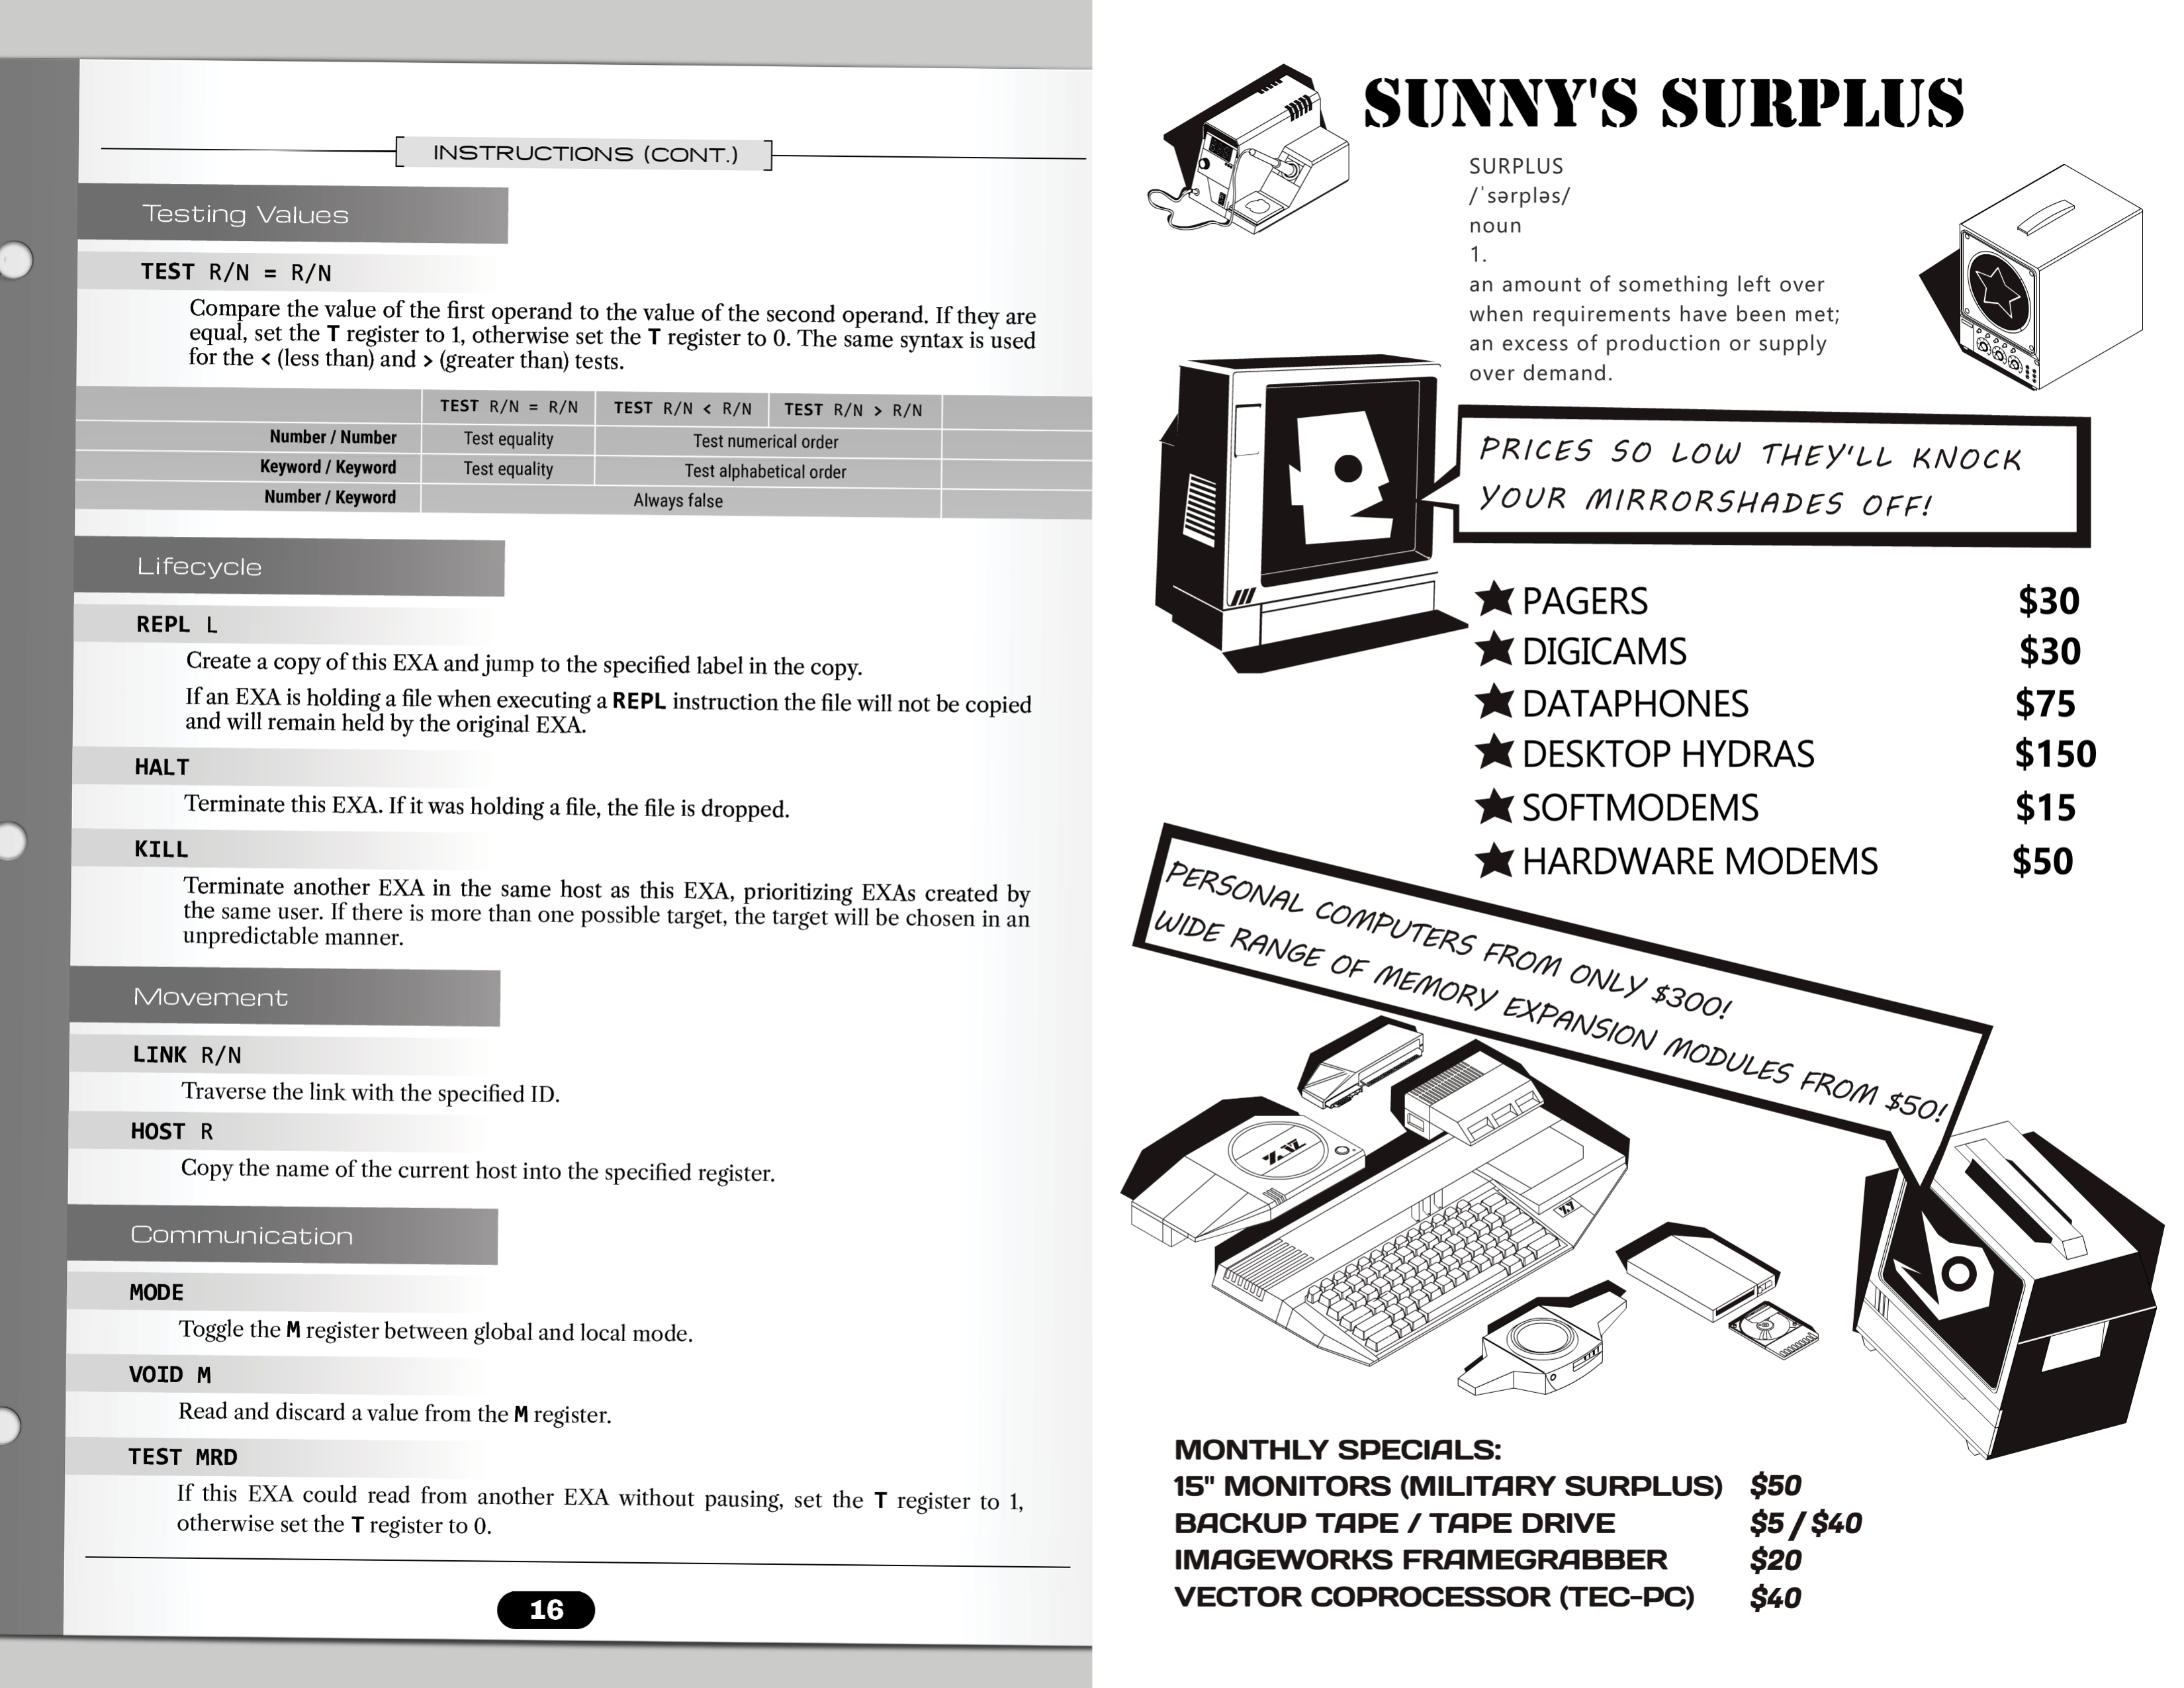 INSTRUCTIONS (CONT.)
Testing Values
TEST R/N = R/N
Compare the value of the first operand to the value of the second operand. If they are
equal, set the T register to 1, otherwise set the T register to 0. The same syntax is used
for the < (less than) and > (greater than) tests.
TEST R/N = R/N TEST R/N < R/N TEST R/N > R/N
Number / Number Test equality Test numerical order
Keyword / Keyword Test equality Test alphabetical order
Number / Keyword Always false
Lifecycle
REPL L
Create a copy of this EXA and jump to the specified label in the copy.
If an EXA is holding a file when executing a REPL instruction the file will not be copied
and will remain held by the original EXA.
HALT
Terminate this EXA. If it was holding a file, the file is dropped.
KILL
Terminate another EXA in the same host as this EXA, prioritizing EXAs created by
the same user. If there is more than one possible target, the target will be chosen in an
unpredictable manner.
Movement
LINK R/N
Traverse the link with the specified ID.
HOST R
Copy the name of the current host into the specified register.
Communication
MODE
Toggle the M register between global and local mode.
VOID M
Read and discard a value from the M register.
TEST MRD
If this EXA could read from another EXA without pausing, set the T register to 1,
otherwise set the T register to 0.
16
SUNNY'S SURPLUS
SURPLUS
/ˈsərpləs/
noun
1.
an amount of something left over
when requirements have been met;
an excess of production or supply
over demand.
PRICES SO LOW THEY'LL KNOCK
YOUR MIRRORSHADES OFF!
PAGERS $30
DIGICAMS $30
DATAPHONES $75
DESKTOP HYDRAS $150
SOFTMODEMS $15
HARDWARE MODEMS $50
PERSONAL COMPUTERS FROM ONLY $300!
WIDE RANGE OF MEMORY EXPANSION MODULES FROM $50!
MONTHLY SPECIALS:
15" MONITORS (MILITARY SURPLUS) $50
BACKUP TAPE / TAPE DRIVE $5 / $40
IMAGEWORKS FRAMEGRABBER $20
VECTOR COPROCESSOR (TEC-PC) $40